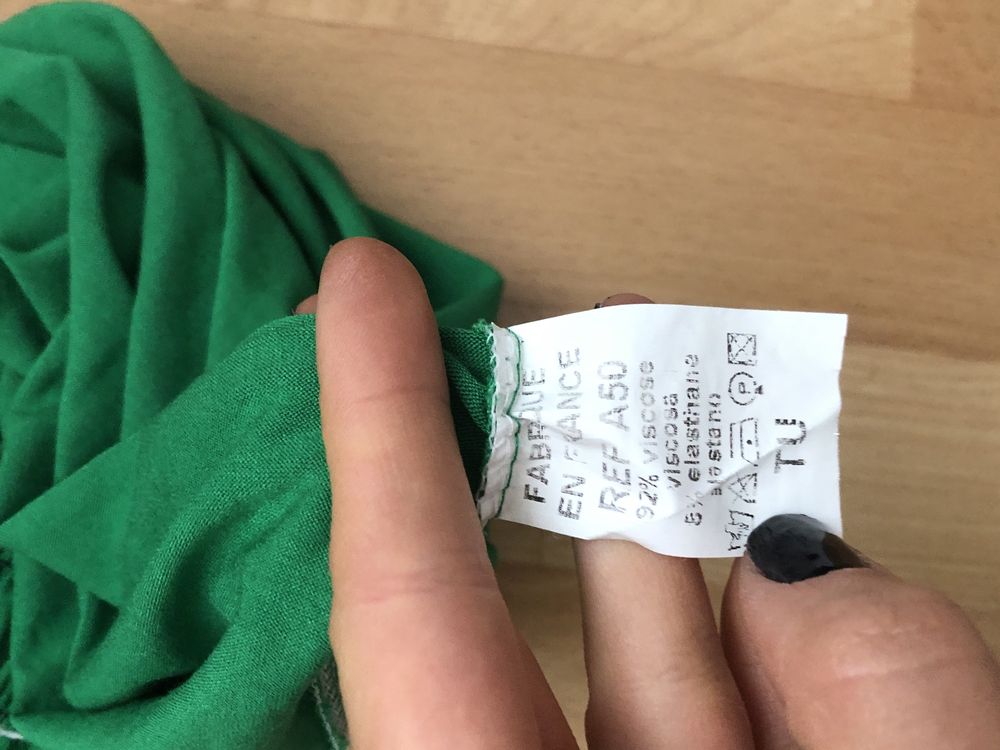 FABRIQUE
EN FRANCE
REF A50
92% viscose
viscosa
8% elasthane
elastano
P
TU